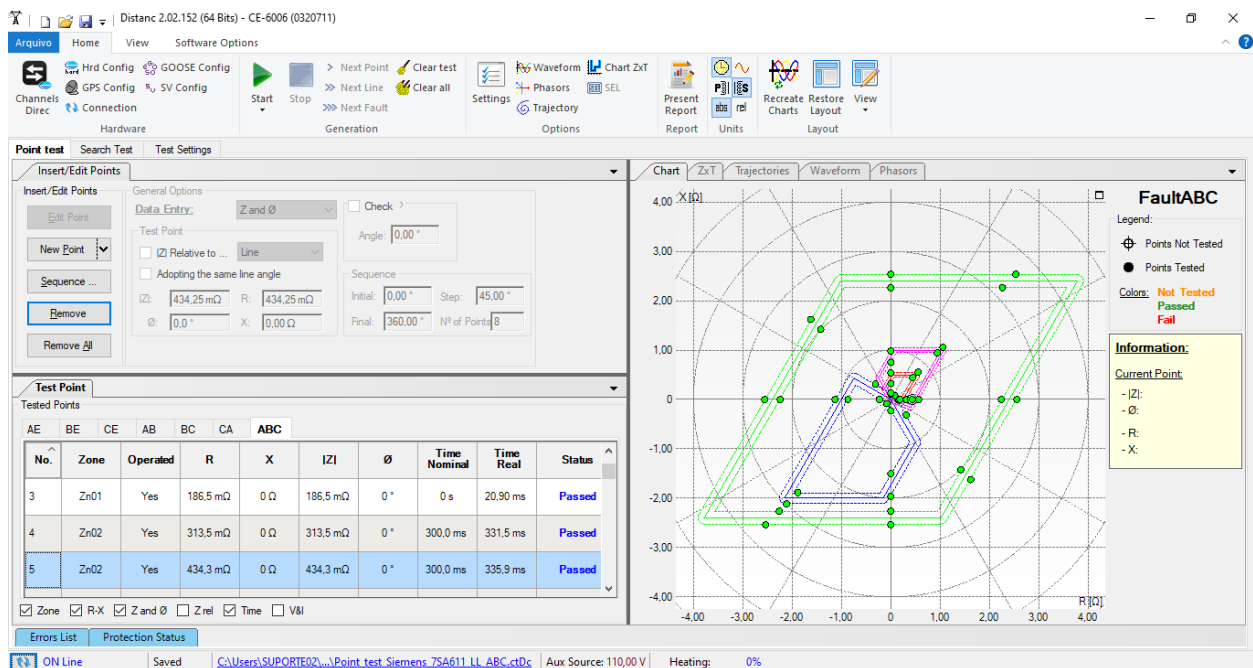 Distanc 2.02.152 (64 Bits) - CE-6006 (0320711)
Arquivo Home View Software Options
Channels Direc
Hrd Config GOOSE Config
GPS Config SV Config
Connection
Hardware
Start Stop
Next Point Clear test
Next Line Clear all
Next Fault
Generation
Settings
Waveform Chart ZxT
Phasors SEL
Trajectory
Options
Present Report
Report
abs rel
Units
Recreate Charts Restore Layout View
Layout
Point test Search Test Test Settings
Insert/Edit Points
Insert/Edit Points
Edit Point
New Point
Sequence ...
Remove
Remove All
General Options
Data Entry: Z and Ø
Test Point
|Z| Relative to ... Line
Adopting the same line angle
|Z|: 434,25 mΩ R: 434,25 mΩ
Ø: 0,0 ° X: 0,00 Ω
Check
Angle: 0,00 °
Sequence
Initial: 0,00 ° Step: 45,00 °
Final: 360,00 ° Nº of Points 8
Test Point
Tested Points
AE BE CE AB BC CA ABC
No. Zone Operated R X |Z| Ø Time Nominal Time Real Status
3 Zn01 Yes 186,5 mΩ 0 Ω 186,5 mΩ 0 ° 0 s 20,90 ms Passed
4 Zn02 Yes 313,5 mΩ 0 Ω 313,5 mΩ 0 ° 300,0 ms 331,5 ms Passed
5 Zn02 Yes 434,3 mΩ 0 Ω 434,3 mΩ 0 ° 300,0 ms 335,9 ms Passed
Zone R-X Z and Ø Z rel Time V&I
Errors List Protection Status
Chart ZxT Trajectories Waveform Phasors
X [Ω]
4,00
3,00
2,00
1,00
0
-1,00
-2,00
-3,00
-4,00
R [Ω]
-4,00 -3,00 -2,00 -1,00 0 1,00 2,00 3,00 4,00
FaultABC
Legend:
Points Not Tested
Points Tested
Colors: Not Tested
Passed
Fail
Information:
Current Point:
- |Z|:
- Ø:
- R:
- X:
ON Line Saved C:\Users\SUPORTE02\...\Point test_Siemens_7SA611_LL_ABC.ctDc Aux Source: 110,00 V Heating: 0%